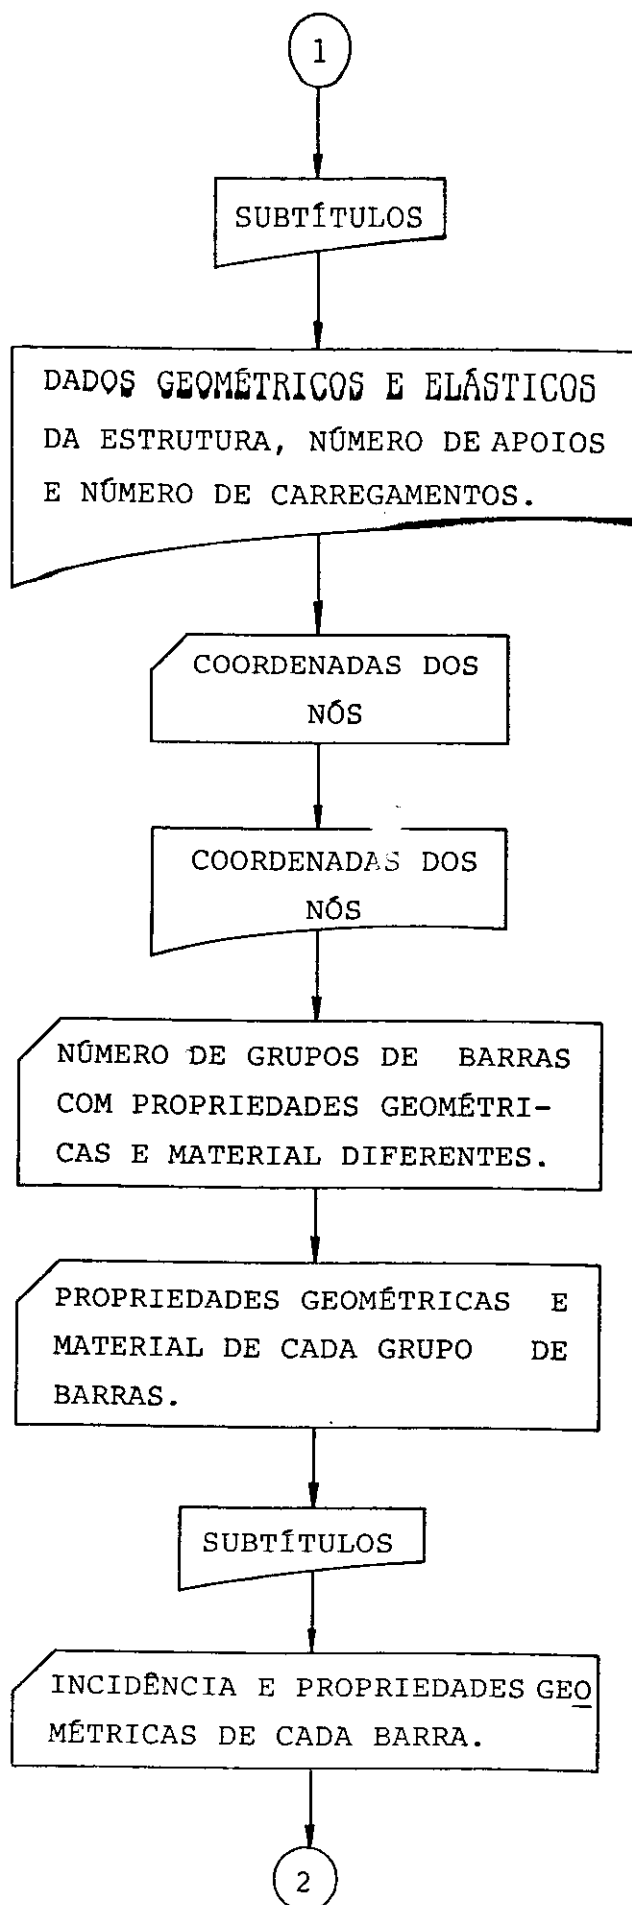 1
SUBTÍTULOS
DADOS GEOMÉTRICOS E ELÁSTICOS
DA ESTRUTURA, NÚMERO DE APOIOS
E NÚMERO DE CARREGAMENTOS.
COORDENADAS DOS
NÓS
COORDENADAS DOS
NÓS
NÚMERO DE GRUPOS DE BARRAS
COM PROPRIEDADES GEOMÉTRI-
CAS E MATERIAL DIFERENTES.
PROPRIEDADES GEOMÉTRICAS E
MATERIAL DE CADA GRUPO DE
BARRAS.
SUBTÍTULOS
INCIDÊNCIA E PROPRIEDADES GEO
MÉTRICAS DE CADA BARRA.
2